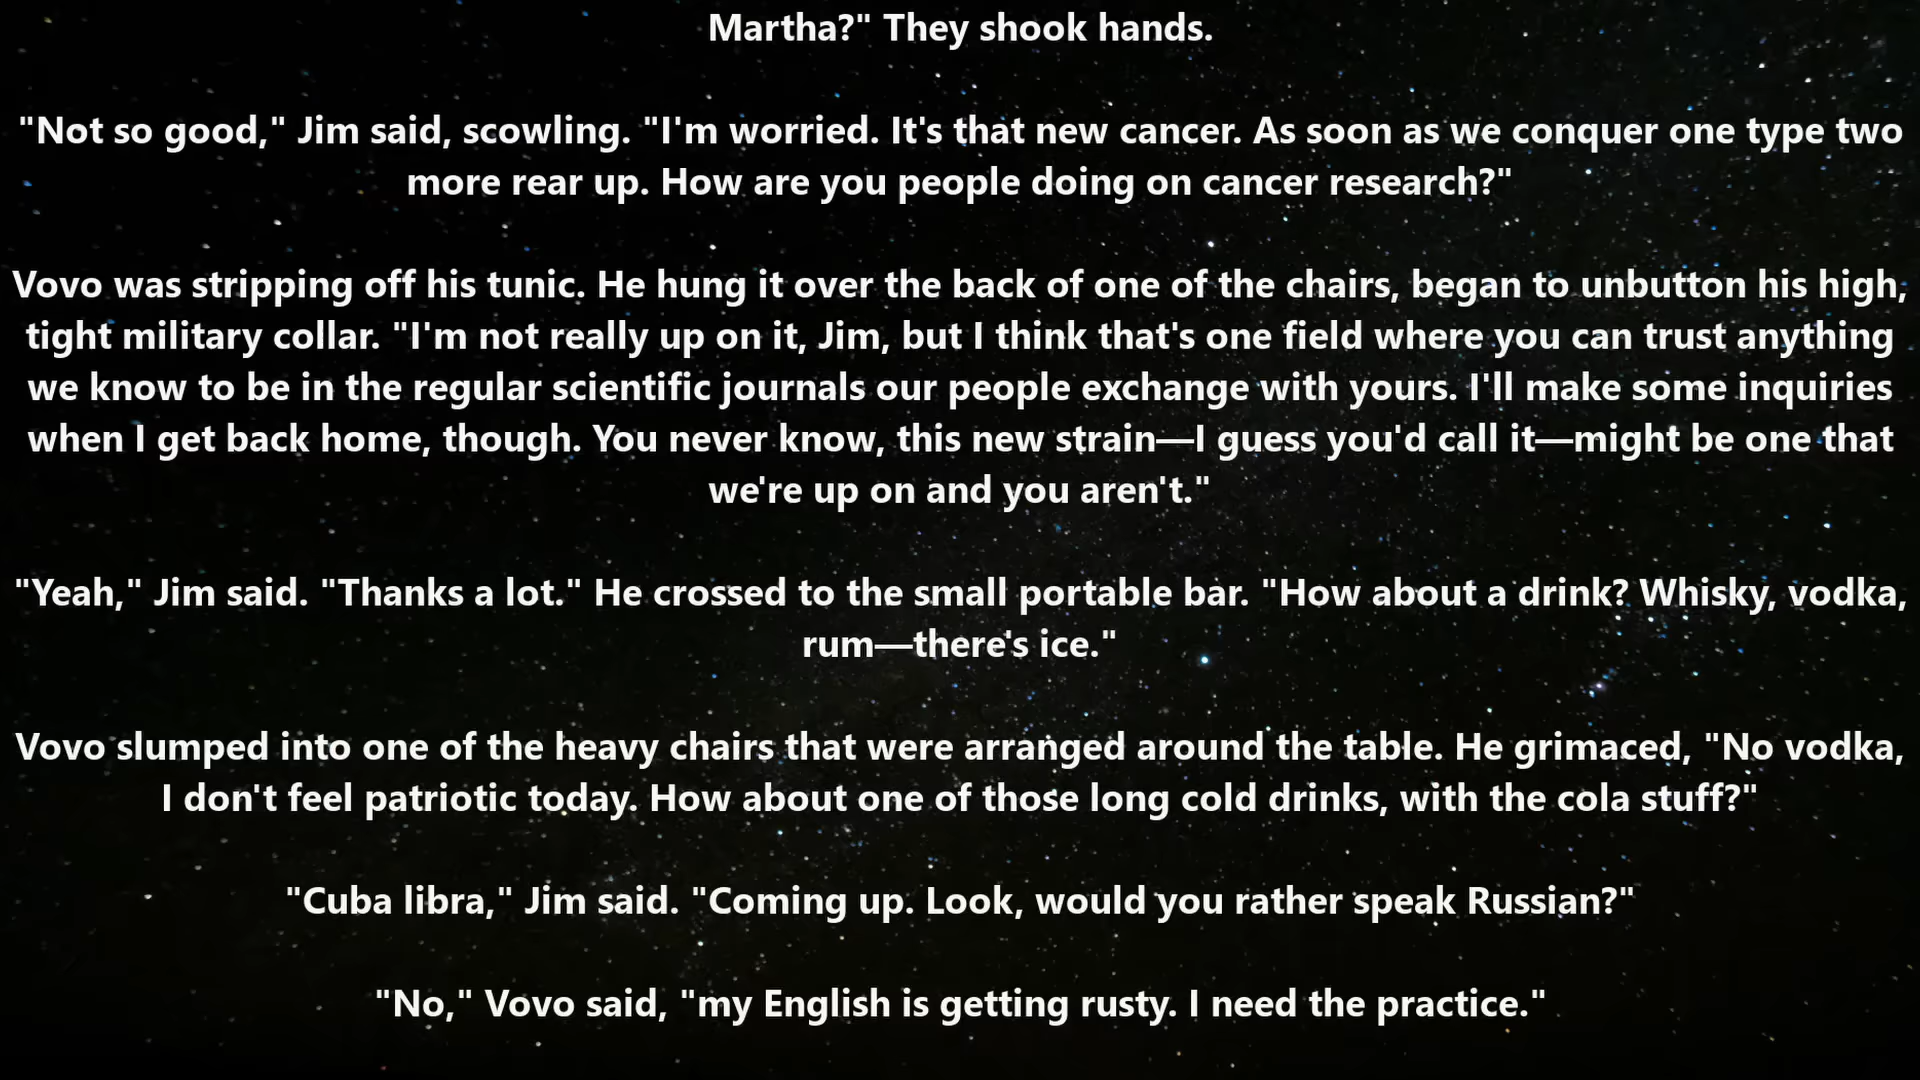 Martha?" They shook hands.
"Not so good," Jim said, scowling. "I'm worried. It's that new cancer. As soon as we conquer one type two
more rear up. How are you people doing on cancer research?"
Vovo was stripping off his tunic. He hung it over the back of one of the chairs, began to unbutton his high,
tight military collar. "I'm not really up on it, Jim, but I think that's one field where you can trust anything
we know to be in the regular scientific journals our people exchange with yours. I'll make some inquiries
when I get back home, though. You never know, this new strain—I guess you'd call it—might be one that
we're up on and you aren't."
"Yeah," Jim said. "Thanks a lot." He crossed to the small portable bar. "How about a drink? Whisky, vodka,
rum—there's ice."
Vovo slumped into one of the heavy chairs that were arranged around the table. He grimaced, "No vodka,
I don't feel patriotic today. How about one of those long cold drinks, with the cola stuff?"
"Cuba libra," Jim said. "Coming up. Look, would you rather speak Russian?"
"No," Vovo said, "my English is getting rusty. I need the practice."